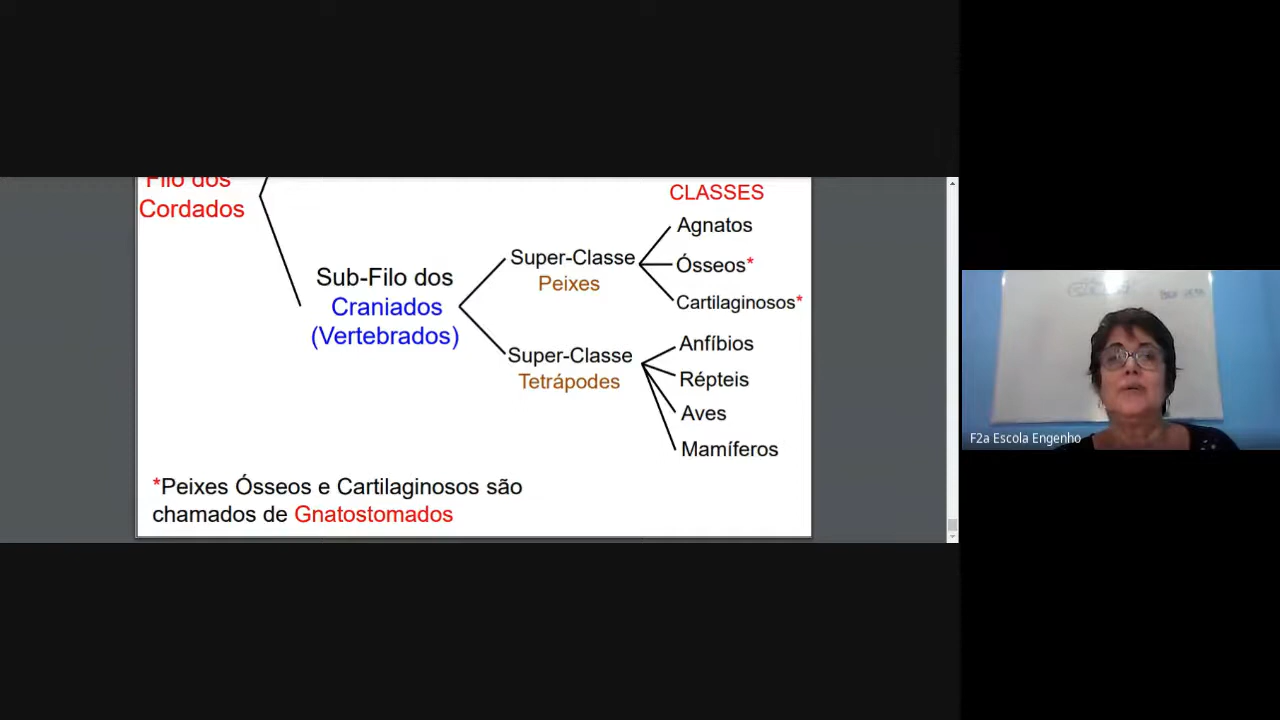 Filo dos
Cordados
CLASSES
Agnatos
Super-Classe
Peixes
Ósseos*
Cartilaginosos*
Sub-Filo dos
Craniados
(Vertebrados)
Super-Classe
Tetrápodes
Anfíbios
Répteis
Aves
Mamíferos
*Peixes Ósseos e Cartilaginosos são
chamados de Gnatostomados
F2a Escola Engenho